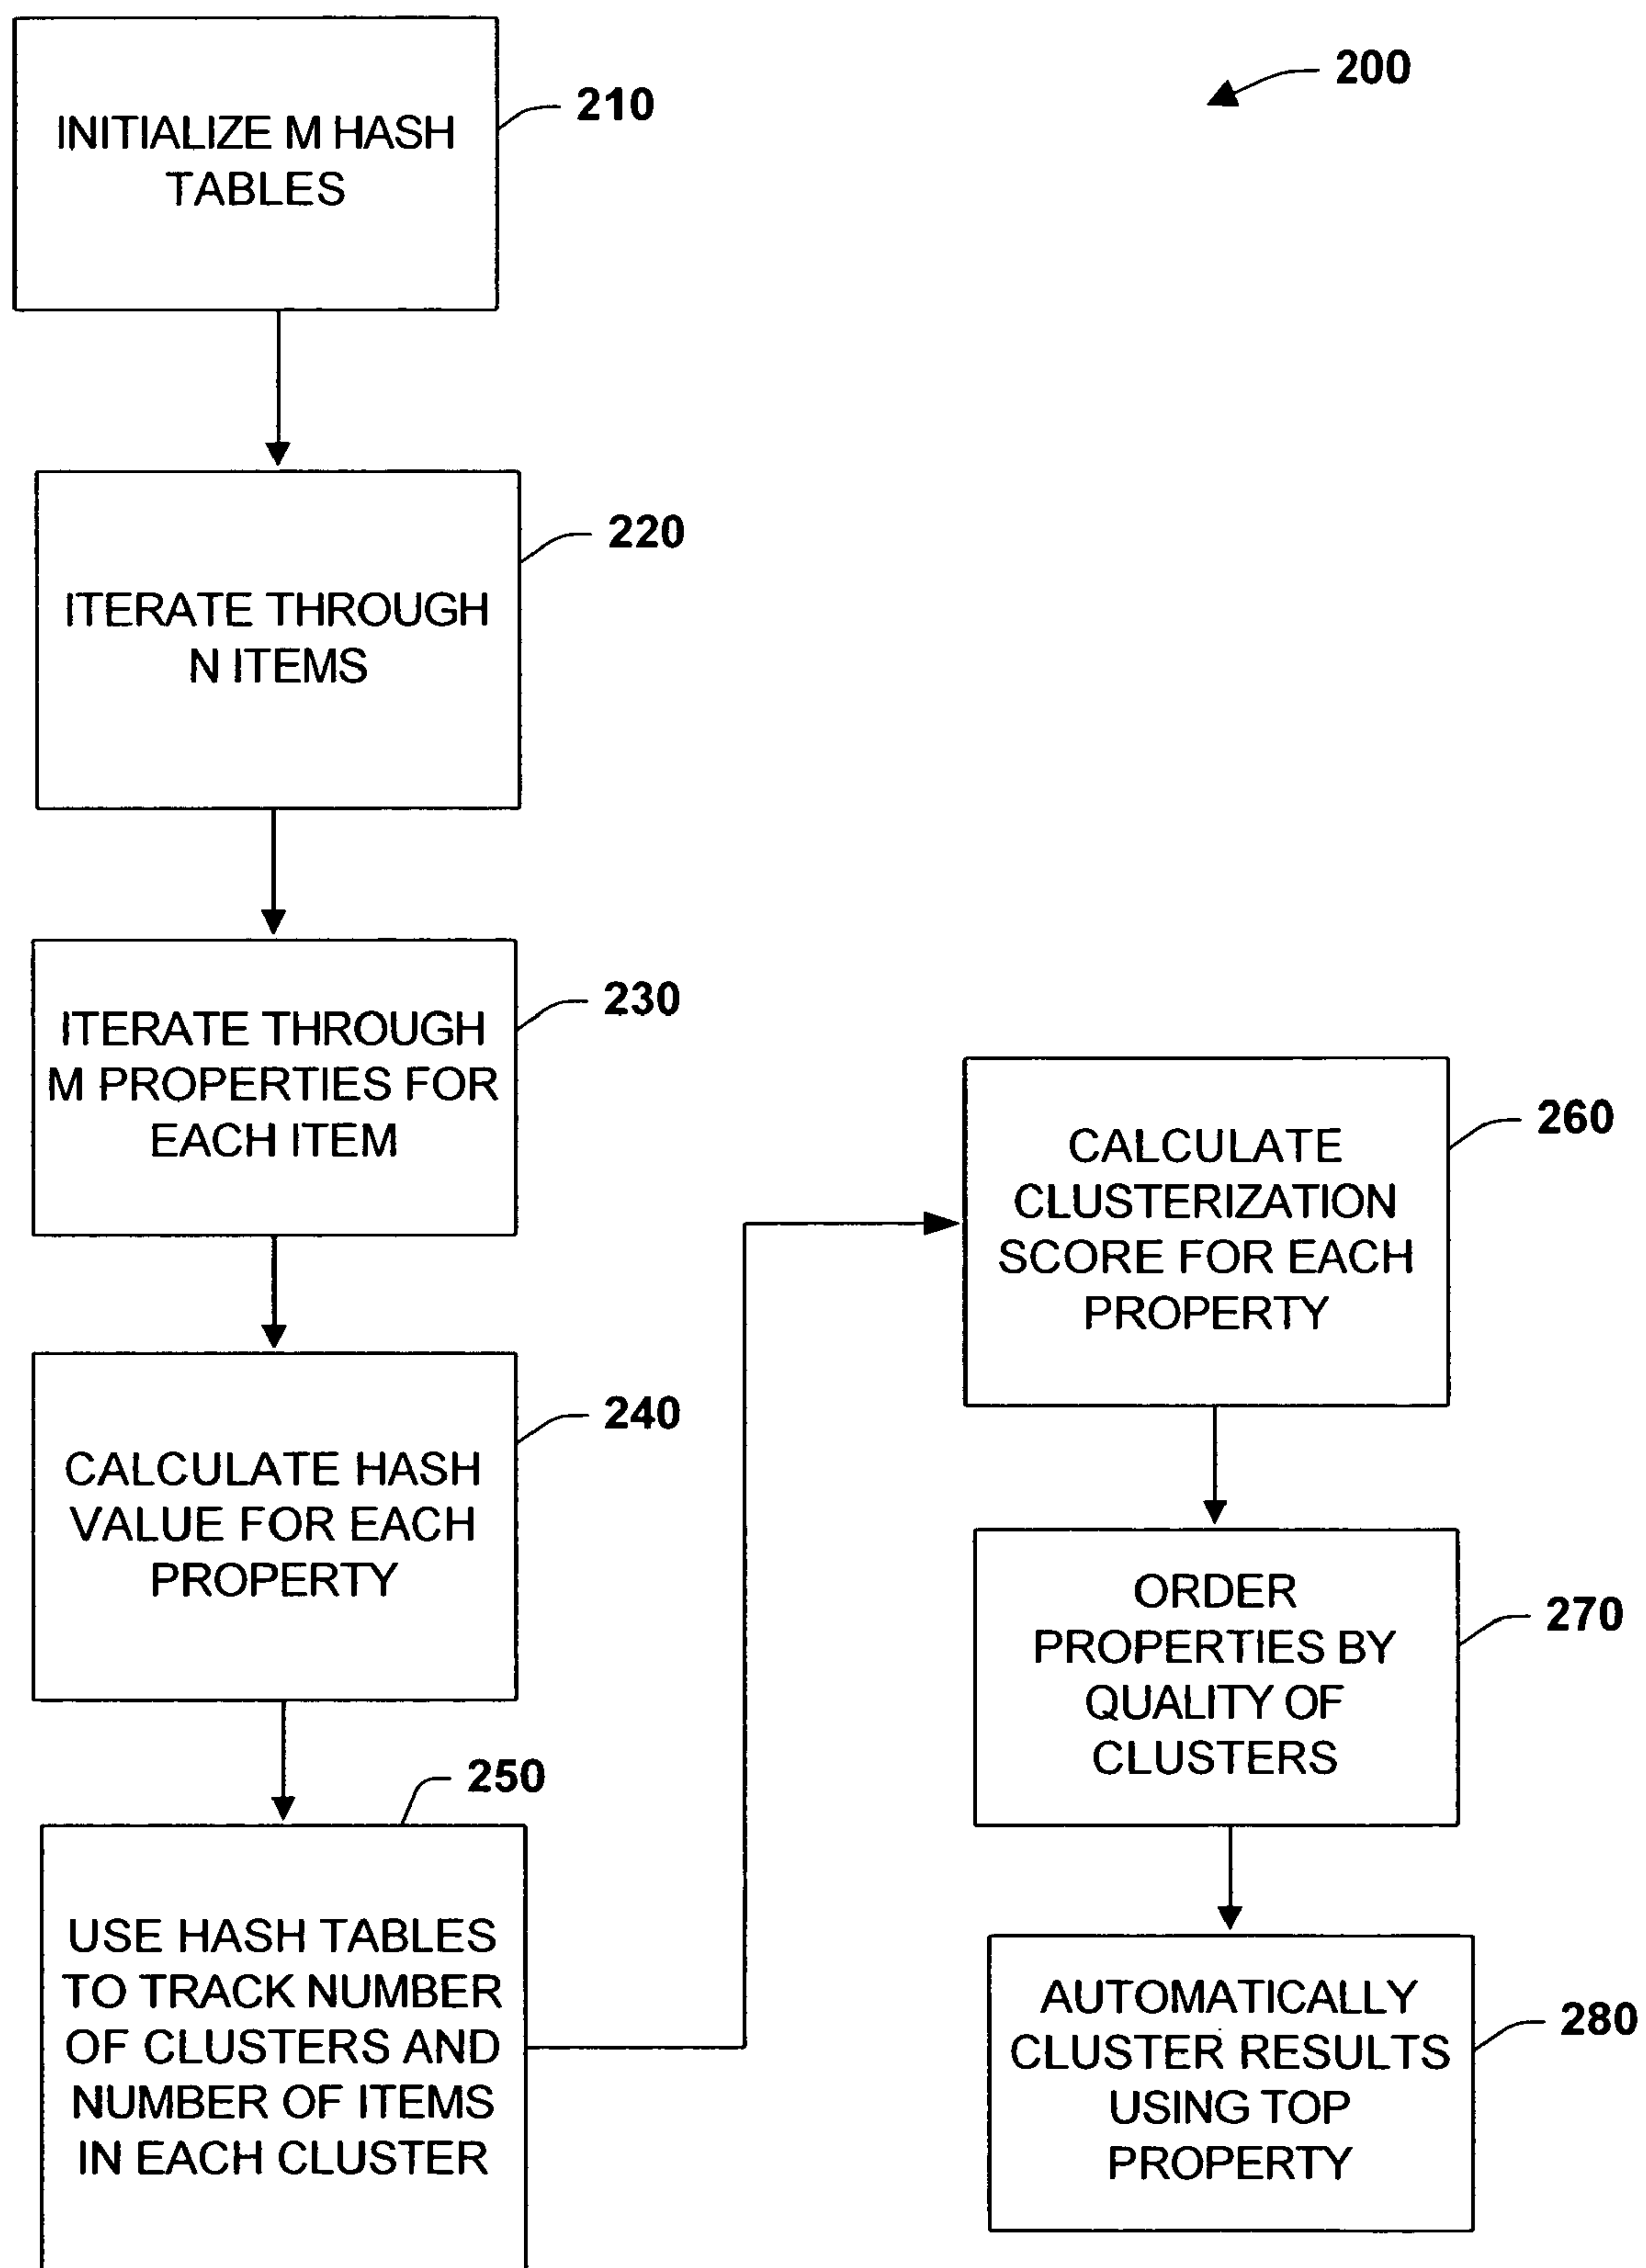 200
210
INITIALIZE M HASH
TABLES
220
ITERATE THROUGH
N ITEMS
230
ITERATE THROUGH
M PROPERTIES FOR
EACH ITEM
240
CALCULATE HASH
VALUE FOR EACH
PROPERTY
250
USE HASH TABLES
TO TRACK NUMBER
OF CLUSTERS AND
NUMBER OF ITEMS
IN EACH CLUSTER
260
CALCULATE
CLUSTERIZATION
SCORE FOR EACH
PROPERTY
270
ORDER
PROPERTIES BY
QUALITY OF
CLUSTERS
280
AUTOMATICALLY
CLUSTER RESULTS
USING TOP
PROPERTY